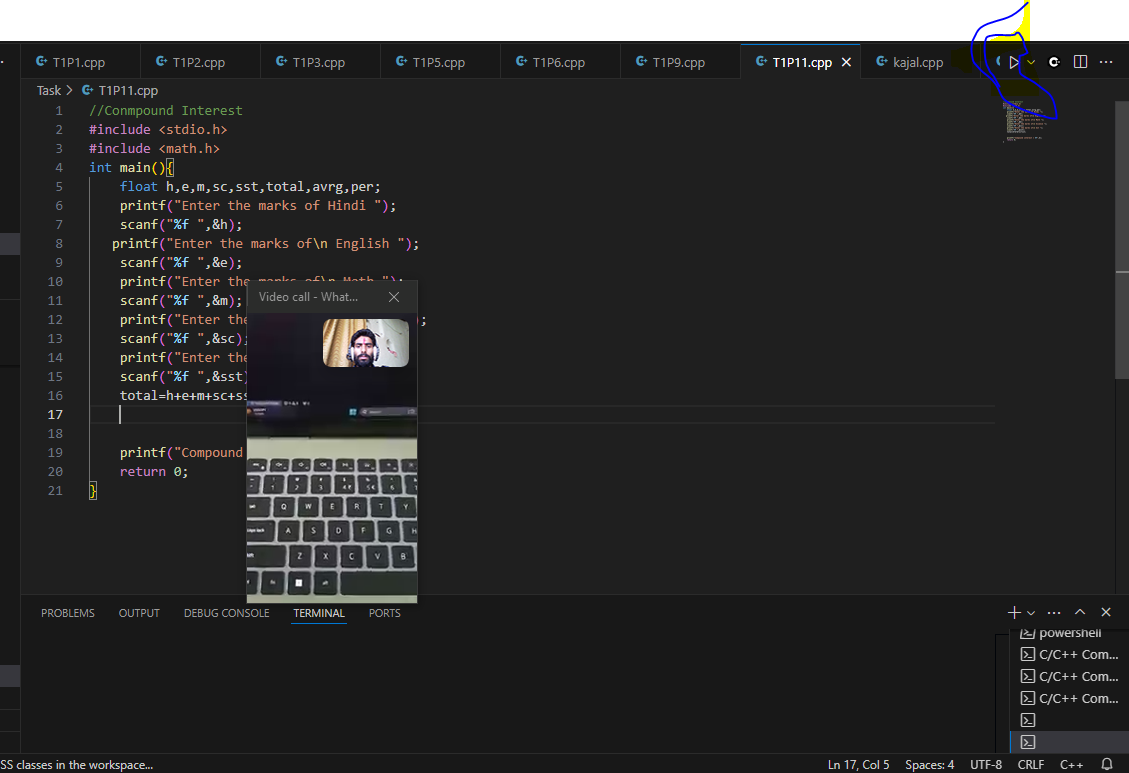 T1P1.cpp T1P2.cpp T1P3.cpp T1P5.cpp T1P6.cpp T1P9.cpp T1P11.cpp kajal.cpp
Task > T1P11.cpp
1 //Conmpound Interest
2 #include <stdio.h>
3 #include <math.h>
4 int main(){
5 float h,e,m,sc,sst,total,avrg,per;
6 printf("Enter the marks of Hindi ");
7 scanf("%f ",&h);
8 printf("Enter the marks of\n English ");
9 scanf("%f ",&e);
10 printf("Enter the marks of\n Math ");
11 scanf("%f ",&m);
12 printf("Enter the );
13 scanf("%f ",&sc);
14 printf("Enter the
15 scanf("%f ",&sst)
16 total=h+e+m+sc+ss
17
18
19 printf("Compound
20 return 0;
21 }
Video call - What...
Q W E R T Y
A S D F G H
Z X C V B
PROBLEMS OUTPUT DEBUG CONSOLE TERMINAL PORTS
powershell
C/C++ Com...
C/C++ Com...
C/C++ Com...
SS classes in the workspace... Ln 17, Col 5 Spaces: 4 UTF-8 CRLF C++